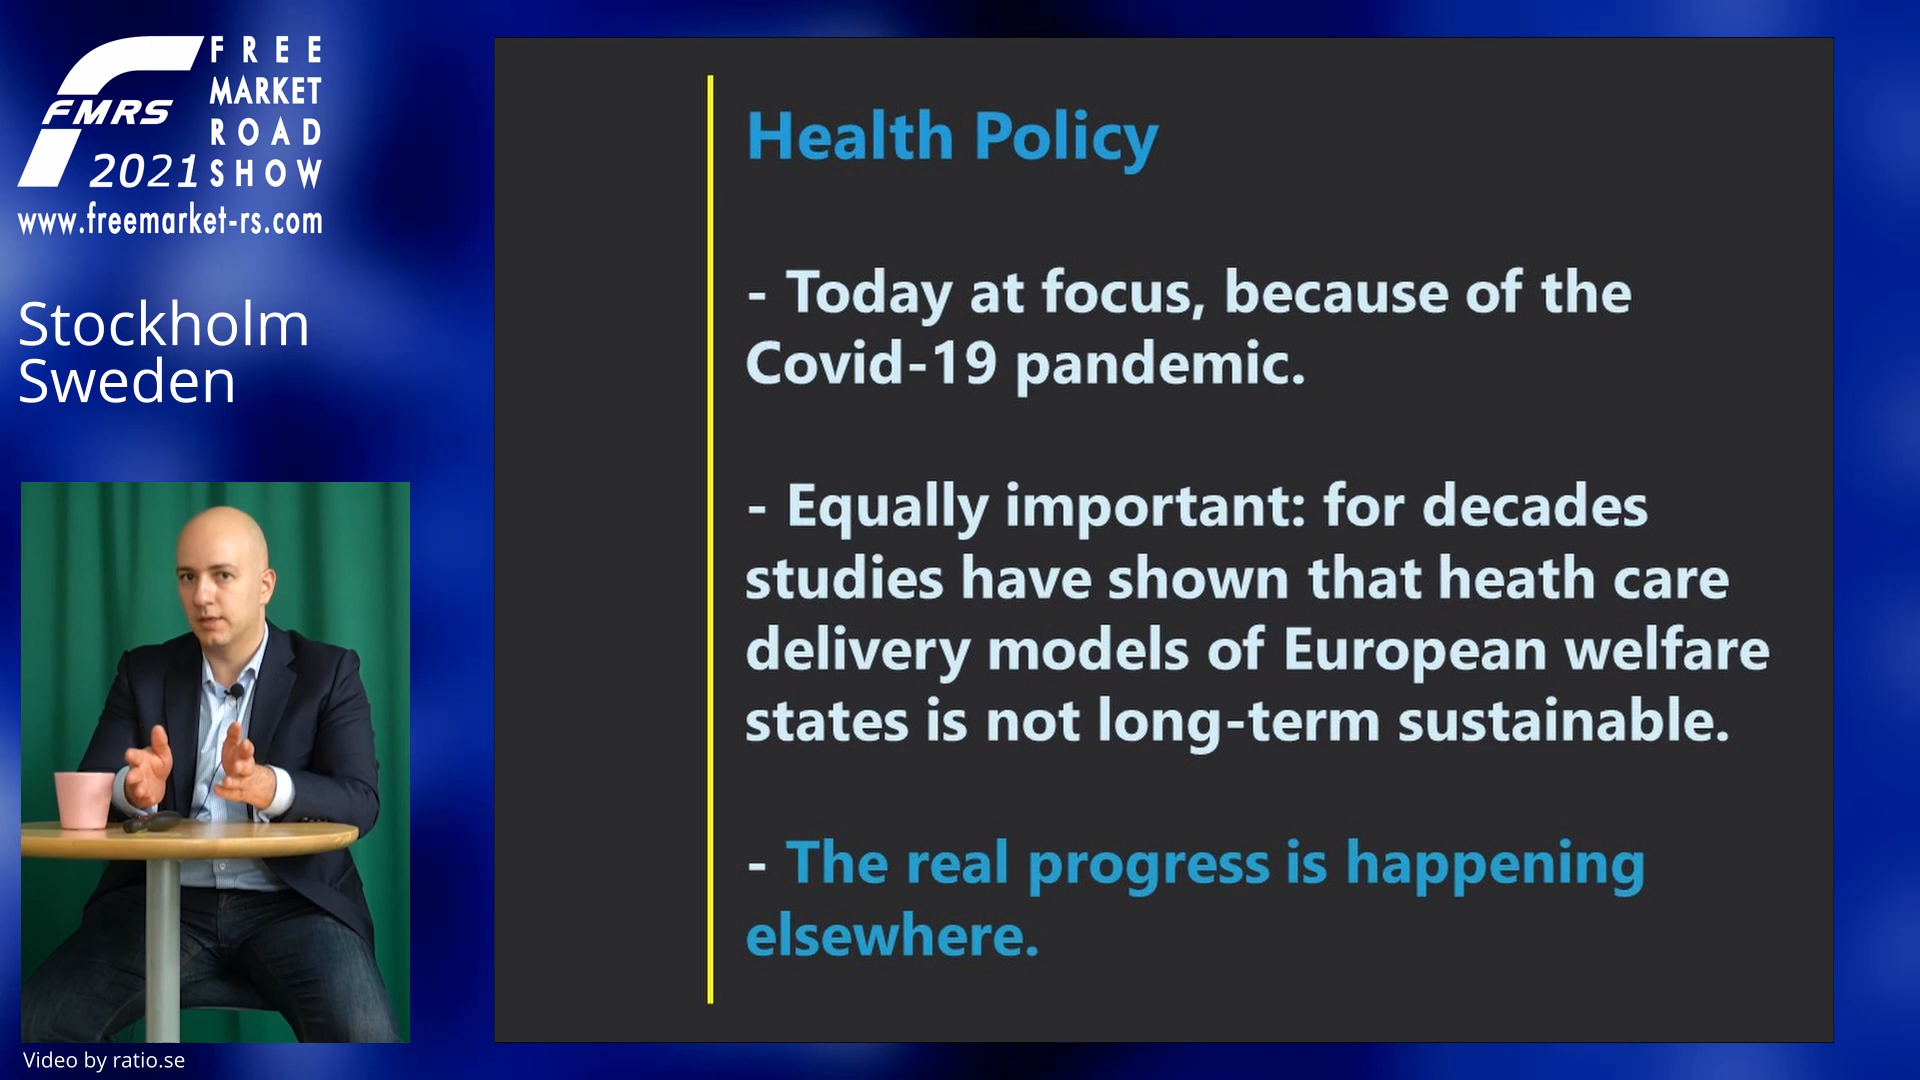 FREE
MARKET
ROAD
SHOW
FMRS
2021
www.freemarket-rs.com
Stockholm
Sweden
Video by ratio.se
Health Policy
- Today at focus, because of the
Covid-19 pandemic.
- Equally important: for decades
studies have shown that heath care
delivery models of European welfare
states is not long-term sustainable.
- The real progress is happening
elsewhere.